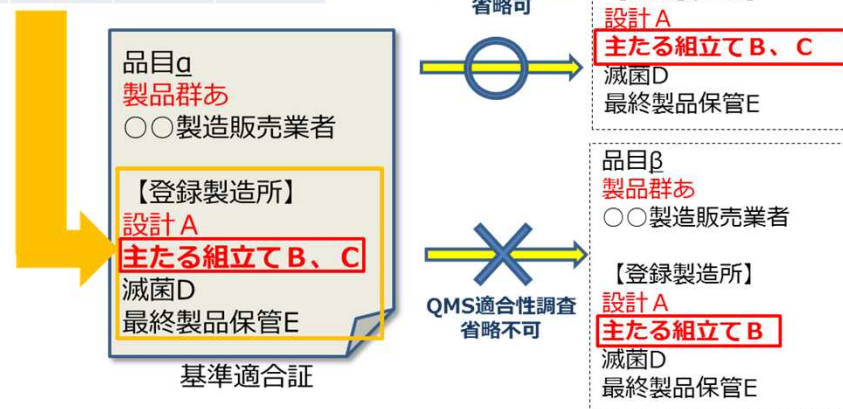 省略可
設計A
主たる組立てB、C
滅菌D
最終製品保管E
品目α
製品群あ
○○製造販売業者
【登録製造所】
設計A
主たる組立てB、C
滅菌D
最終製品保管E
基準適合証
QMS適合性調査
省略不可
品目β
製品群あ
○○製造販売業者
【登録製造所】
設計A
主たる組立てB
滅菌D
最終製品保管E